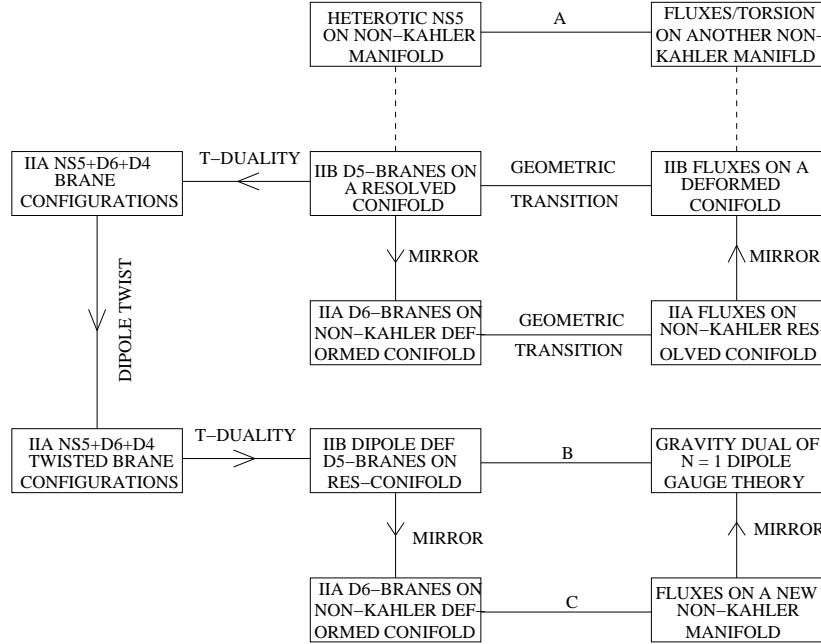 HETEROTIC NS5
ON NON−KAHLER
MANIFOLD
A
FLUXES/TORSION
ON ANOTHER NON−
KAHLER MANIFLD
IIA NS5+D6+D4
BRANE
CONFIGURATIONS
T−DUALITY
IIB D5−BRANES ON
A RESOLVED
CONIFOLD
GEOMETRIC
TRANSITION
IIB FLUXES ON A
DEFORMED
CONIFOLD
DIPOLE TWIST
MIRROR
MIRROR
IIA D6−BRANES ON
NON−KAHLER DEF−
ORMED CONIFOLD
GEOMETRIC
TRANSITION
IIA FLUXES ON
NON−KAHLER RES−
OLVED CONIFOLD
IIA NS5+D6+D4
TWISTED BRANE
CONFIGURATIONS
T−DUALITY
IIB DIPOLE DEF
D5−BRANES ON
RES−CONIFOLD
B
GRAVITY DUAL OF
N = 1 DIPOLE
GAUGE THEORY
MIRROR
MIRROR
IIA D6−BRANES ON
NON−KAHLER DEF−
ORMED CONIFOLD
C
FLUXES ON A NEW
NON−KAHLER
MANIFOLD